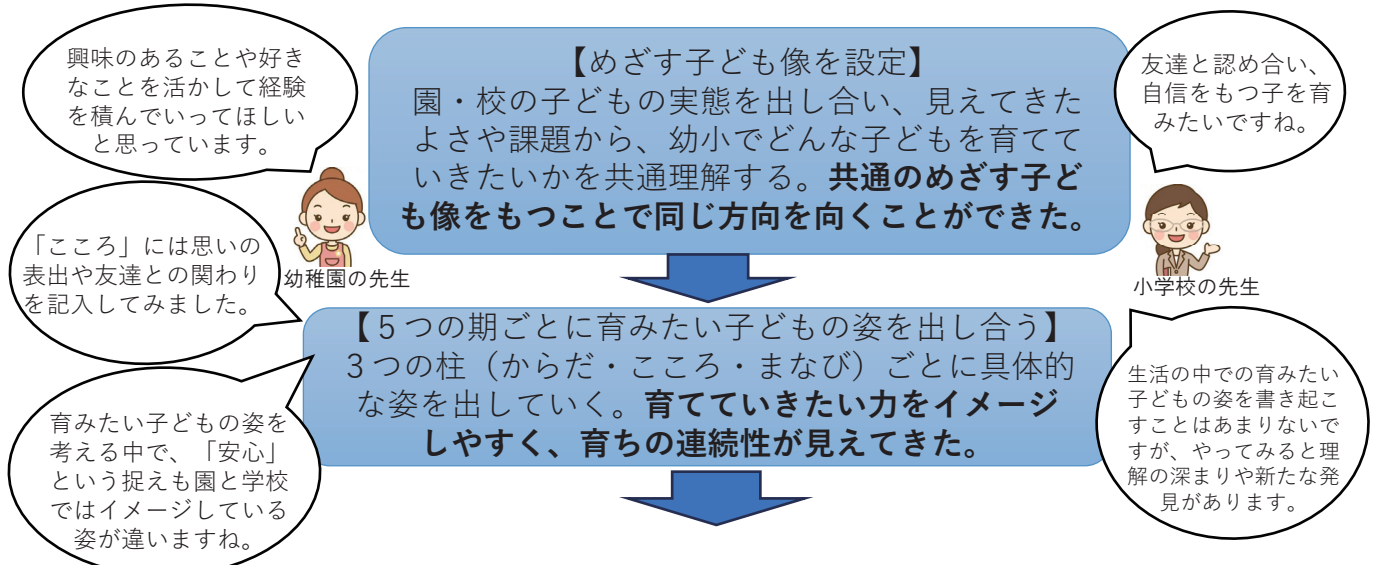 興味のあることや好き
なことを活かして経験
を積んでいってほしい
と思っています。
【めざす子ども像を設定】
園・校の子どもの実態を出し合い、見えてきた
よさや課題から、幼小でどんな子どもを育てて
いきたいかを共通理解する。共通のめざす子ど
も像をもつことで同じ方向を向くことができた。
友達と認め合い、
自信をもつ子を育
みたいですね。
「こころ」には思いの
表出や友達との関わり
を記入してみました。
幼稚園の先生
小学校の先生
【５つの期ごとに育みたい子どもの姿を出し合う】
３つの柱（からだ・こころ・まなび）ごとに具体的
な姿を出していく。育てていきたい力をイメージ
しやすく、育ちの連続性が見えてきた。
育みたい子どもの姿を
考える中で、「安心」
という捉えも園と学校
ではイメージしている
姿が違いますね。
生活の中での育みたい
子どもの姿を書き起こ
すことはあまりないで
すが、やってみると理
解の深まりや新たな発
見があります。